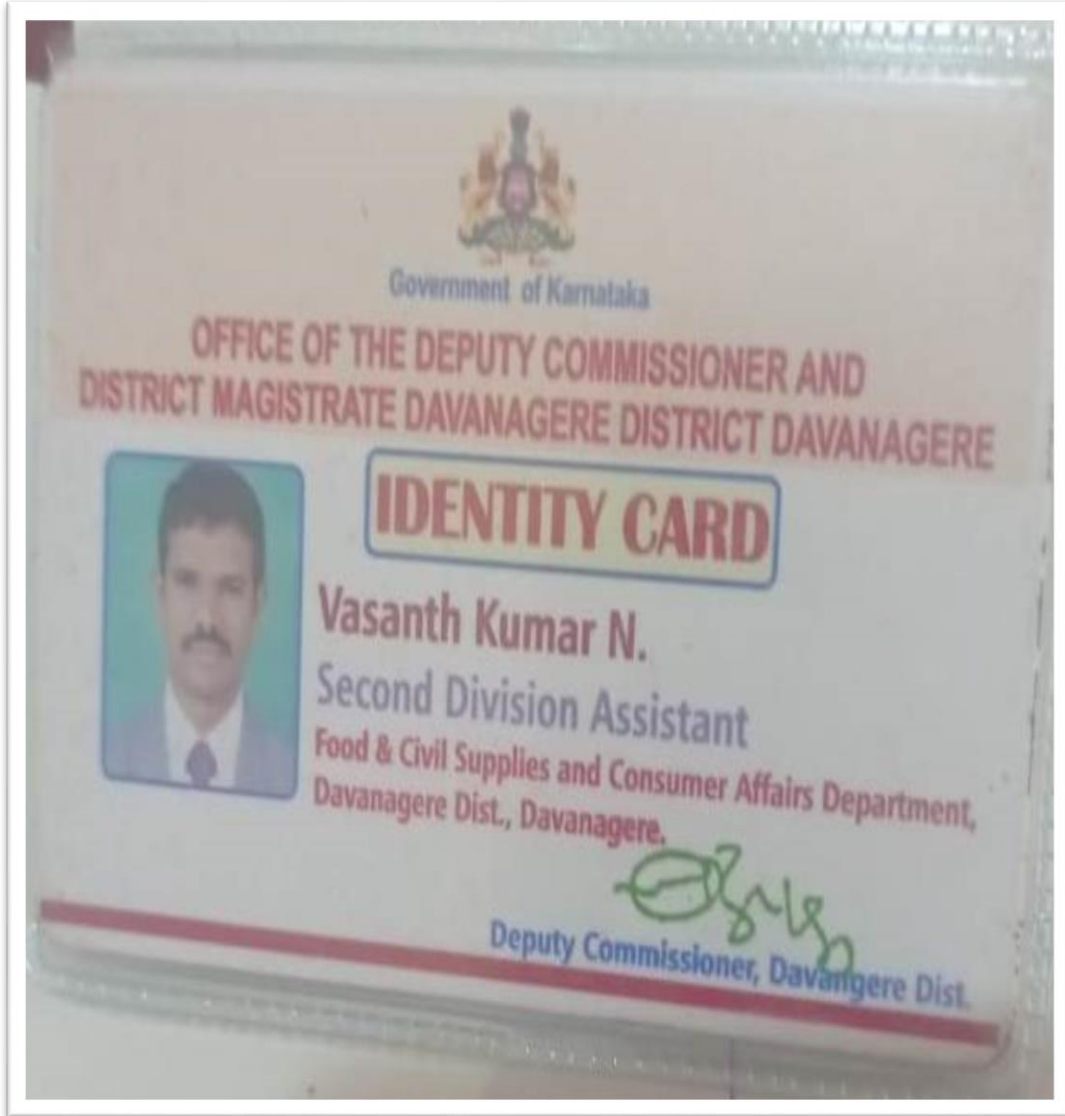 Government of Karnataka
OFFICE OF THE DEPUTY COMMISSIONER AND
DISTRICT MAGISTRATE DAVANAGERE DISTRICT DAVANAGERE
IDENTITY CARD
Vasanth Kumar N.
Second Division Assistant
Food & Civil Supplies and Consumer Affairs Department,
Davanagere Dist., Davanagere.
Deputy Commissioner, Davangere Dist.